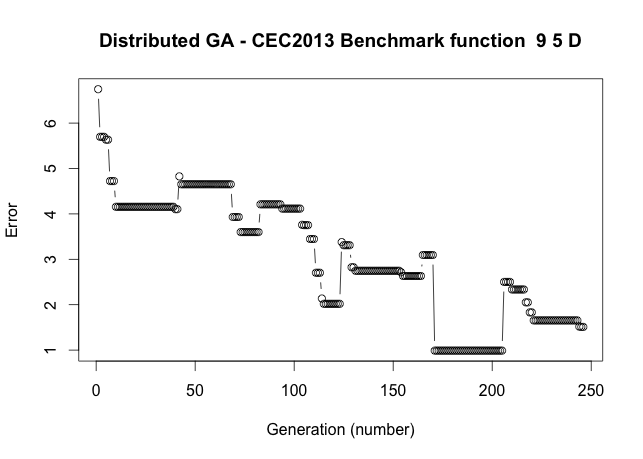 Distributed GA - CEC2013 Benchmark function  9 5 D
6
5
4
3
2
1
Error
0 50 100 150 200 250
Generation (number)